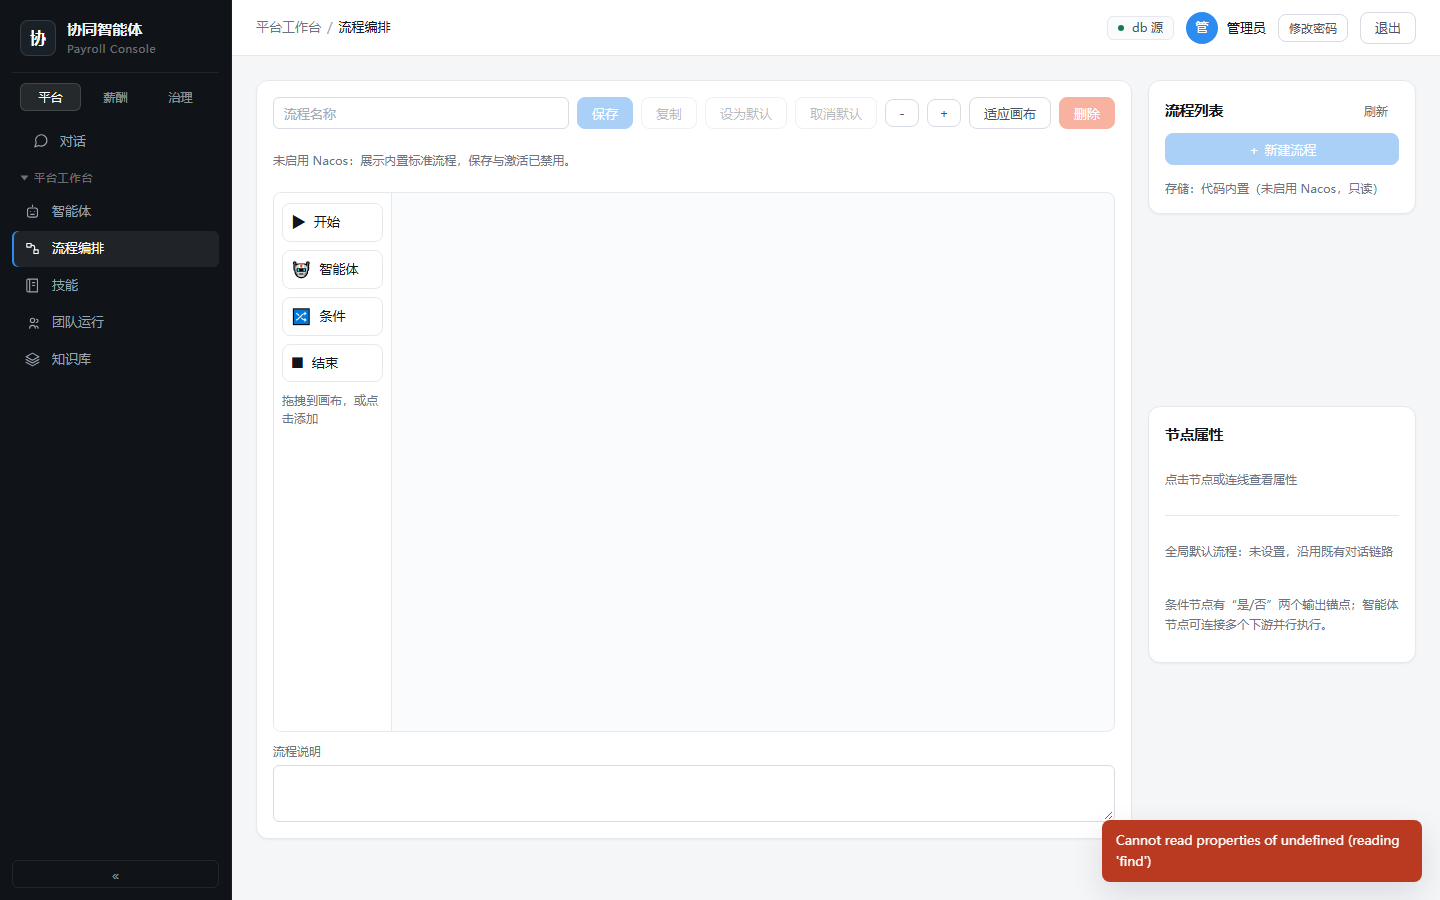 协
协同智能体
Payroll Console
平台
薪酬
治理
对话
平台工作台
智能体
流程编排
技能
团队运行
知识库
«
平台工作台 / 流程编排
db 源
管
管理员
修改密码
退出
流程名称
保存
复制
设为默认
取消默认
-
+
适应画布
删除
未启用 Nacos：展示内置标准流程，保存与激活已禁用。
开始
智能体
条件
结束
拖拽到画布，或点
击添加
流程说明
流程列表
刷新
+ 新建流程
存储：代码内置（未启用 Nacos，只读）
节点属性
点击节点或连线查看属性
全局默认流程：未设置，沿用既有对话链路
条件节点有“是/否”两个输出锚点；智能体
节点可连接多个下游并行执行。
Cannot read properties of undefined (reading
'find')